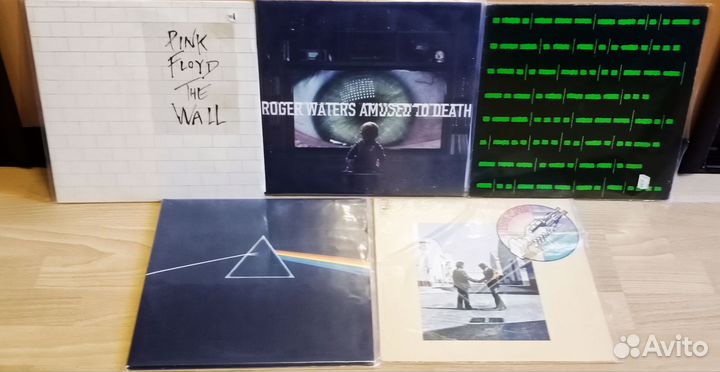 PINK
FLOYD
THE
WALL
ROGER WATERS AMUSED TO DEATH
Avito